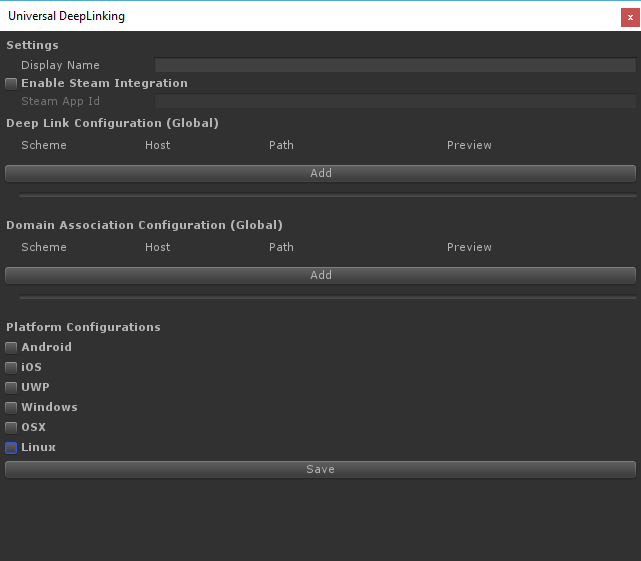 Universal DeepLinking
x
Settings
Display Name
Enable Steam Integration
Steam App Id
Deep Link Configuration (Global)
Scheme Host Path Preview
Add
Domain Association Configuration (Global)
Scheme Host Path Preview
Add
Platform Configurations
Android
iOS
UWP
Windows
OSX
Linux
Save